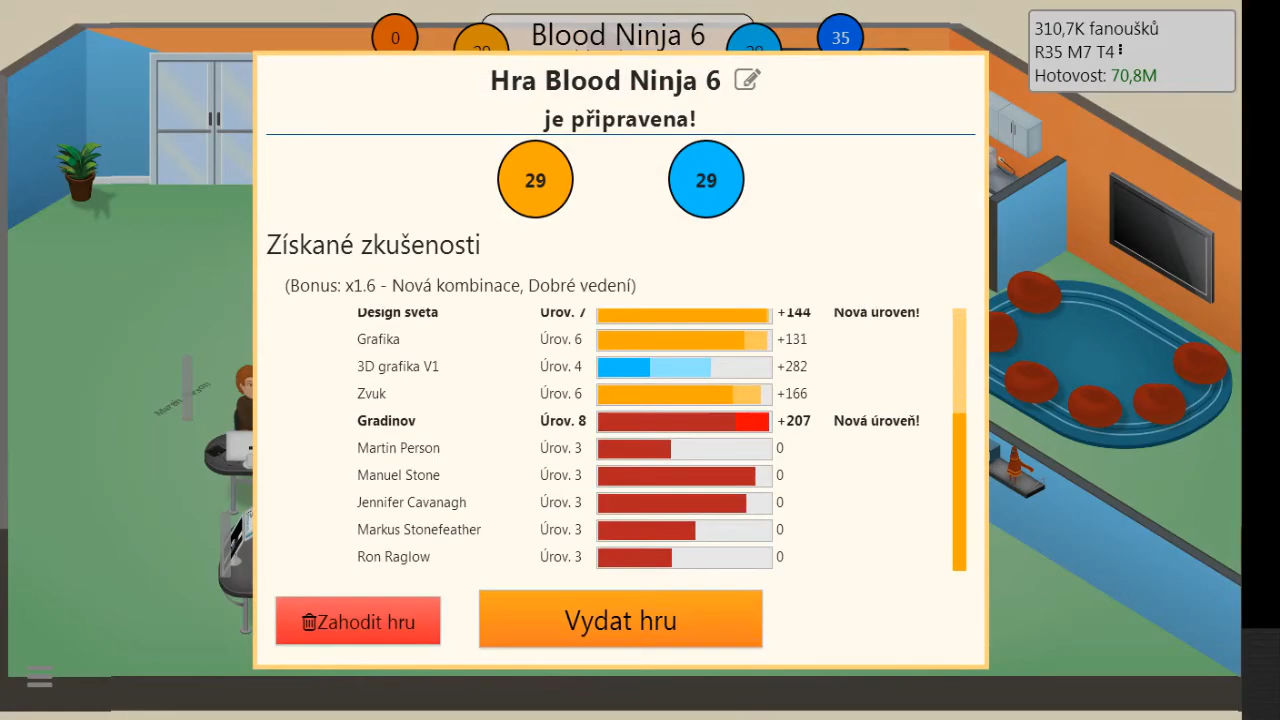 0
Blood Ninja 6
35
310,7K fanoušků
R35 M7 T4
Hotovost: 70,8M
Hra Blood Ninja 6
je připravena!
29
29
Získané zkušenosti
(Bonus: x1.6 - Nová kombinace, Dobré vedení)
Design světa Úrov. 7 +144 Nová úroveň!
Grafika Úrov. 6 +131
3D grafika V1 Úrov. 4 +282
Zvuk Úrov. 6 +166
Gradinov Úrov. 8 +207 Nová úroveň!
Martin Person Úrov. 3 0
Manuel Stone Úrov. 3 0
Jennifer Cavanagh Úrov. 3 0
Markus Stonefeather Úrov. 3 0
Ron Raglow Úrov. 3 0
Zahodit hru
Vydat hru